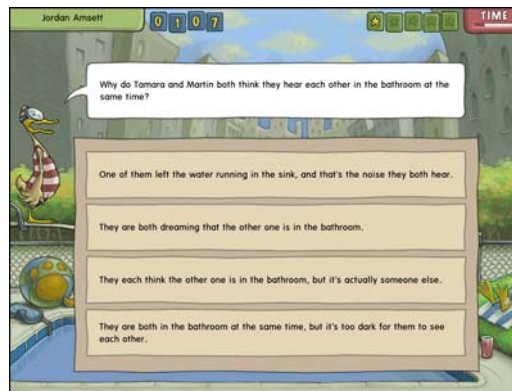 Jordan Amsett
0107
TIME
Why do Tamara and Martin both think they hear each other in the bathroom at the
same time?
One of them left the water running in the sink, and that's the noise they both hear.
They are both dreaming that the other one is in the bathroom.
They each think the other one is in the bathroom, but it's actually someone else.
They are both in the bathroom at the same time, but it's too dark for them to see
each other.